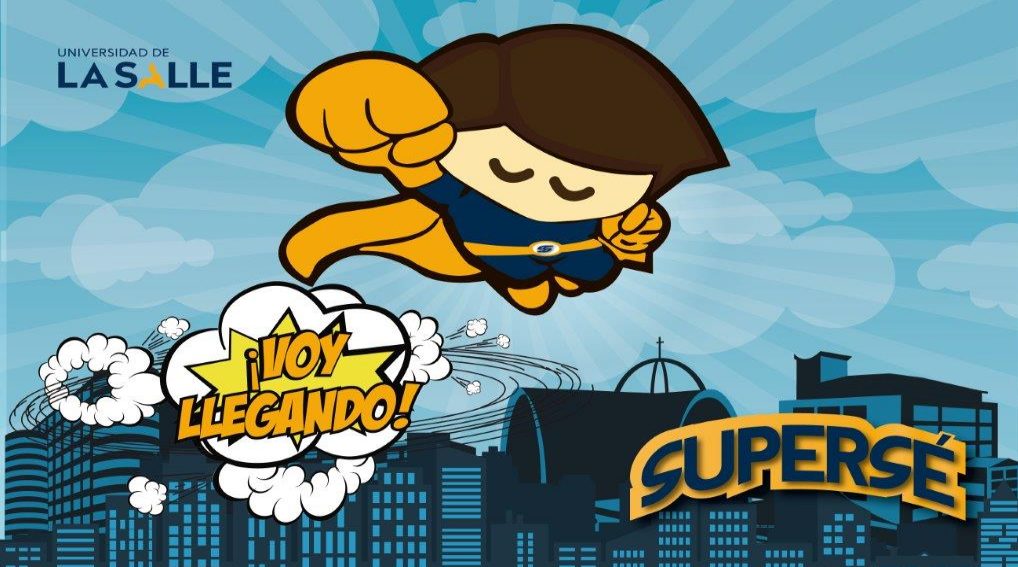 UNIVERSIDAD DE
LA SALLE
¡VOY
LLEGANDO!
SUPERSÉ